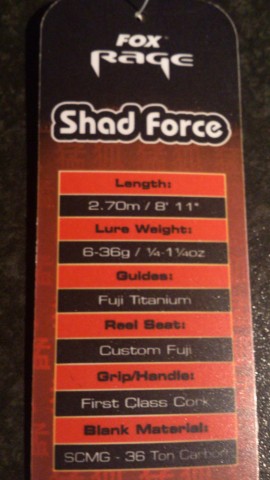 FOX
RAGE
Shad Force
Length:
2.70m / 8' 11"
Lure Weight:
6-36g / ¼-1¼oz
Guides:
Fuji Titanium
Reel Seat:
Custom Fuji
Grip/Handle:
First Class Cork
Blank Material:
SCMG - 36 Ton Carbon